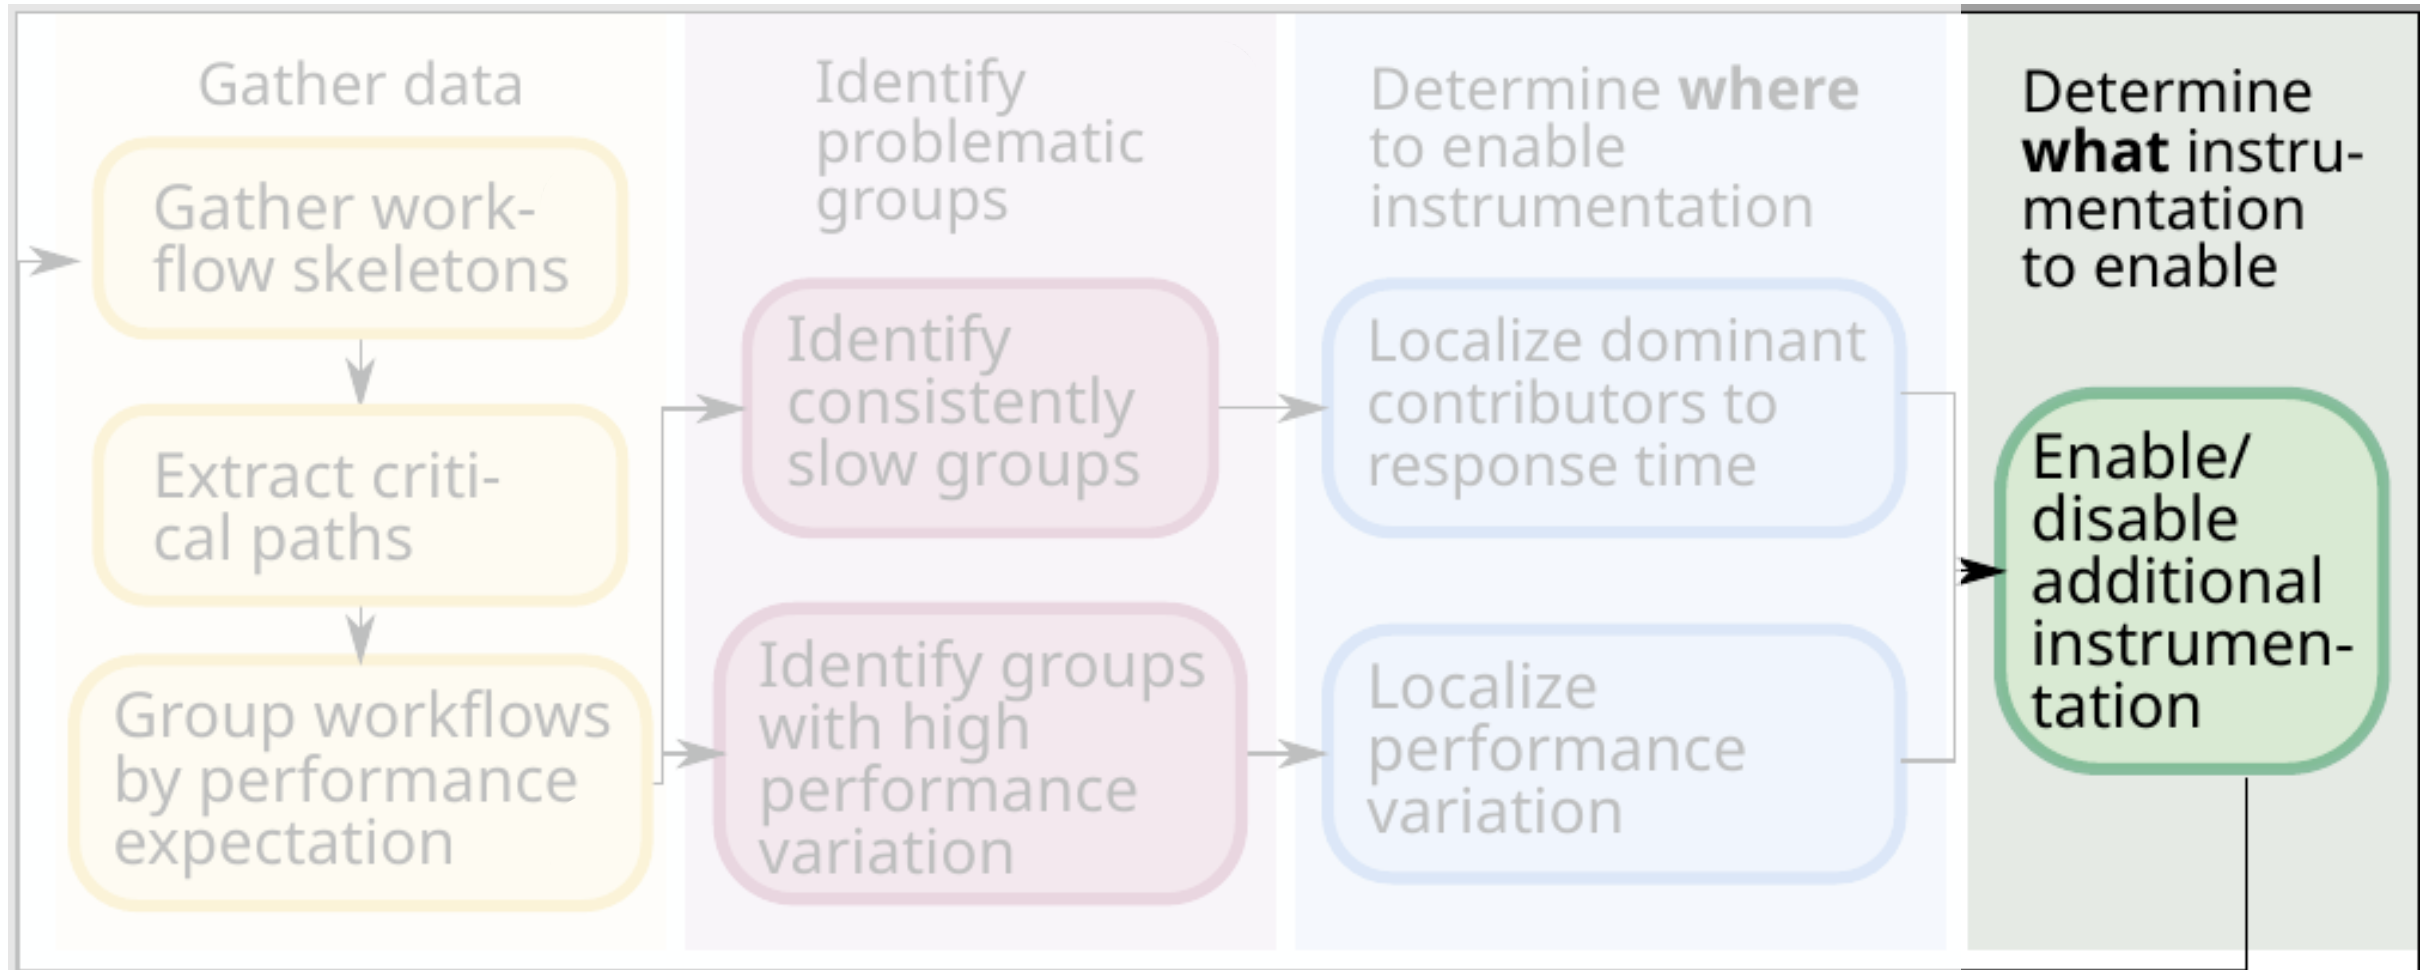 Gather data
Gather work-
flow skeletons
Extract criti-
cal paths
Group workflows
by performance
expectation
Identify
problematic
groups
Identify
consistently
slow groups
Identify groups
with high
performance
variation
Determine where
to enable
instrumentation
Localize dominant
contributors to
response time
Localize
performance
variation
Determine
what instru-
mentation
to enable
Enable/
disable
additional
instrumen-
tation